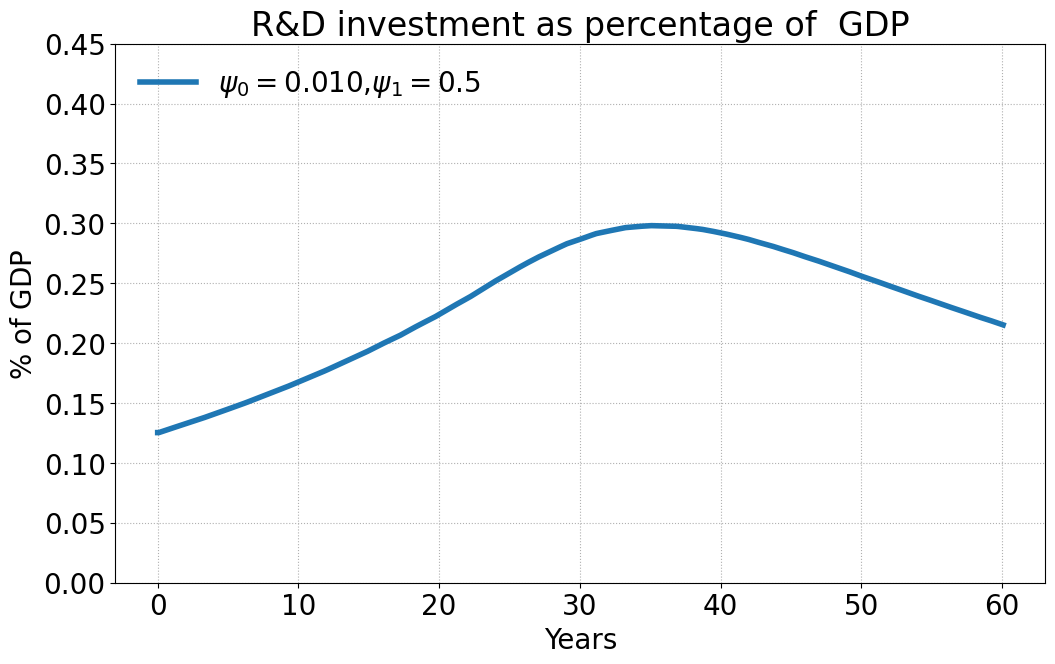 R&D investment as percentage of  GDP
ψ₀ = 0.010,ψ₁ = 0.5
% of GDP
0.45
0.40
0.35
0.30
0.25
0.20
0.15
0.10
0.05
0.00
0 10 20 30 40 50 60
Years